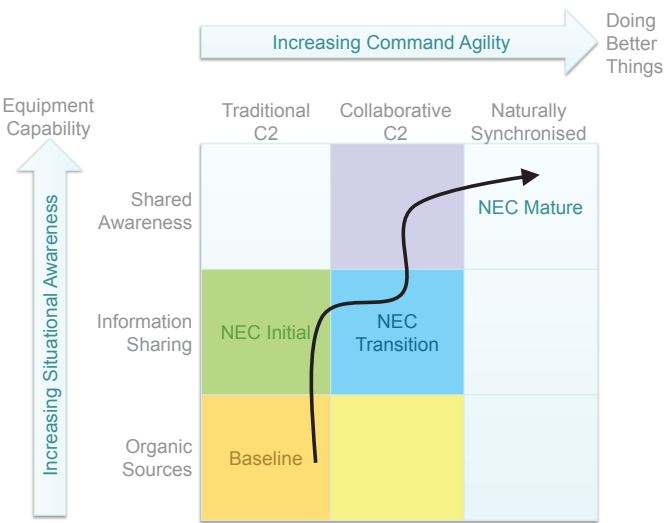 Doing
Better
Things
Increasing Command Agility
Equipment
Capability
Traditional
C2
Collaborative
C2
Naturally
Synchronised
Increasing Situational Awareness
Shared
Awareness
NEC Mature
Information
Sharing
NEC Initial
NEC
Transition
Organic
Sources
Baseline